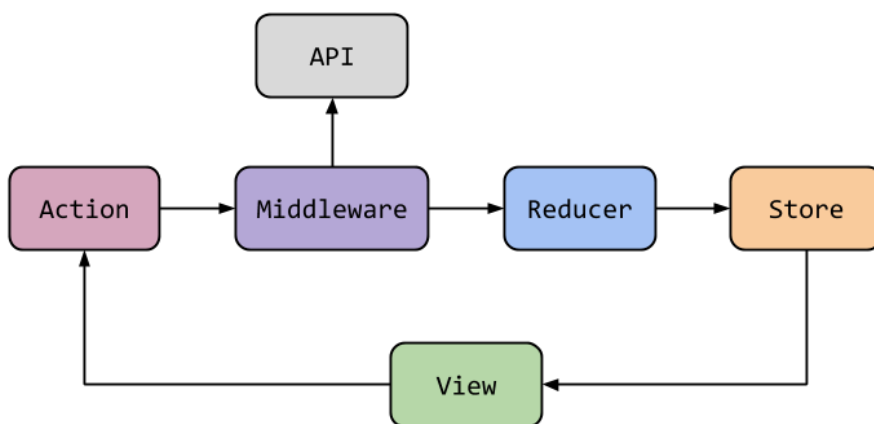 API
Action
Middleware
Reducer
Store
View